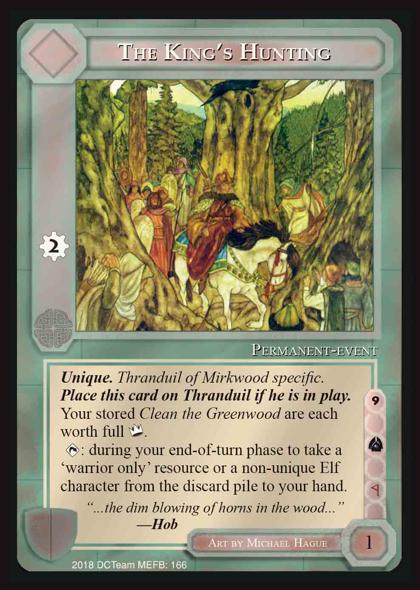 The King's Hunting
2
Permanent-event
Unique. Thranduil of Mirkwood specific.
Place this card on Thranduil if he is in play.
Your stored Clean the Greenwood are each
worth full .
: during your end-of-turn phase to take a
‘warrior only’ resource or a non-unique Elf
character from the discard pile to your hand.
“...the dim blowing of horns in the wood...”
—Hob
9
Art by Michael Hague
1
2018 DCTeam MEFB: 166